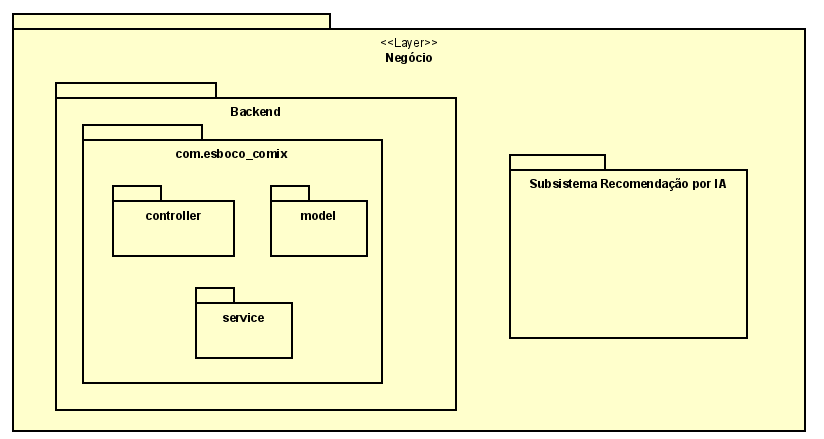 <<Layer>>
Negócio
Backend
com.esboco_comix
controller
model
service
Subsistema Recomendação por IA